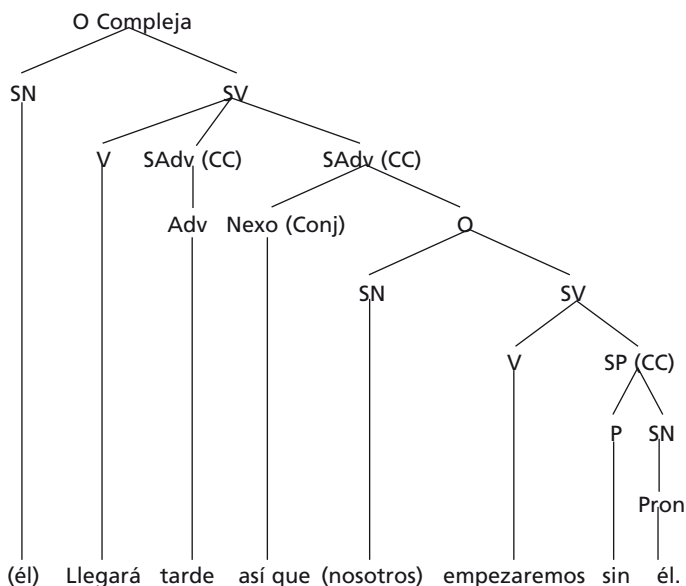 O Compleja
SN SV
V SAdv (CC) SAdv (CC)
Adv Nexo (Conj) O
SN SV
V SP (CC)
P SN
Pron
(él) Llegará tarde así que (nosotros) empezaremos sin él.